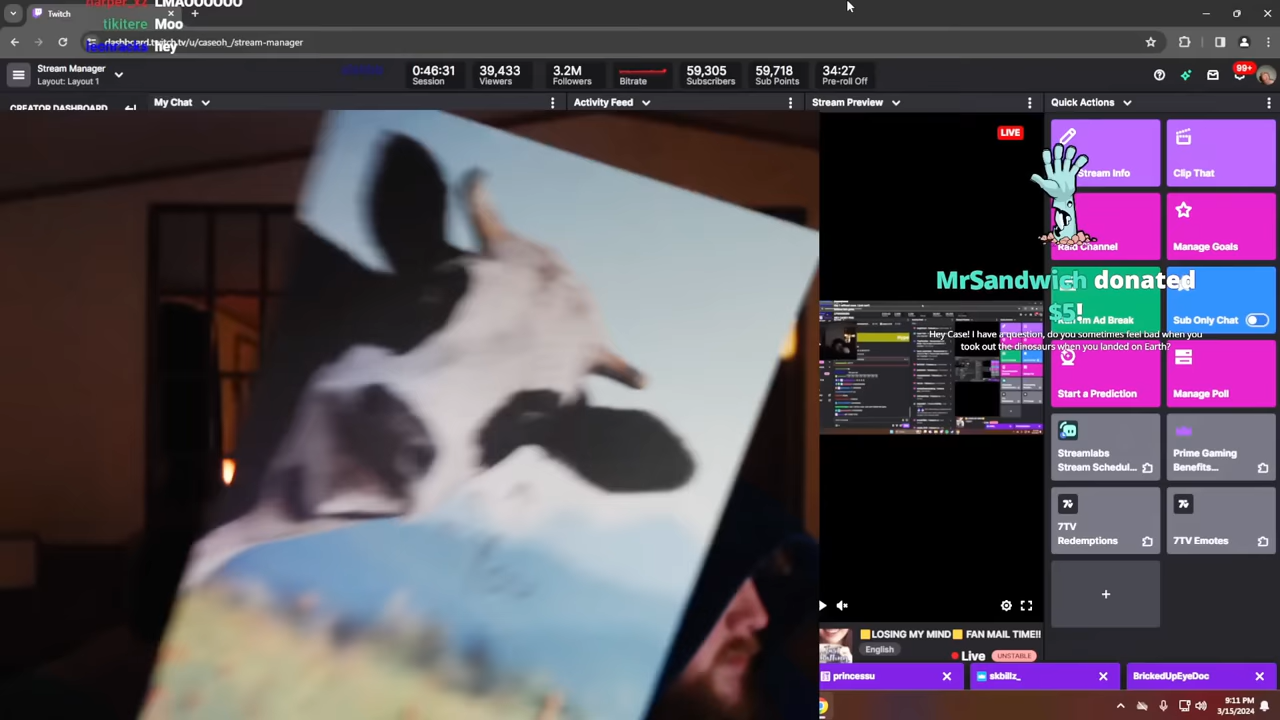 LMAOOOOOO
Twitch
tikitere Moo
hey
dashboard.twitch.tv/u/caseoh_/stream-manager
Stream Manager
Layout: Layout 1
0:46:31
Session
39,433
Viewers
3.2M
Followers
Bitrate
59,305
Subscribers
59,718
Sub Points
34:27
Pre-roll Off
99+
CREATOR DASHBOARD
My Chat
Activity Feed
Stream Preview
Quick Actions
LIVE
Stream Info
Clip That
Raid Channel
Manage Goals
MrSandwich donated
$5!
Hey Case! I have a question, do you sometimes feel bad when you
took out the dinosaurs when you landed on Earth?
Ad Break
Sub Only Chat
Start a Prediction
Manage Poll
Streamlabs
Stream Schedul...
Prime Gaming
Benefits...
7TV
Redemptions
7TV Emotes
LOSING MY MIND FAN MAIL TIME!!
English
Live
UNSTABLE
princessu
skbillz_
BrickedUpEyeDoc
9:11 PM
3/15/2024